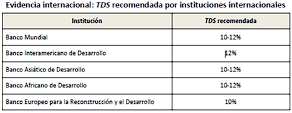 Evidencia internacional: TDS recomendada por instituciones internacionales
Institución TDS recomendada
Banco Mundial 10-12%
Banco Interamericano de Desarrollo 12%
Banco Asiático de Desarrollo 10-12%
Banco Africano de Desarrollo 10-12%
Banco Europeo para la Reconstrucción y el Desarrollo 10%